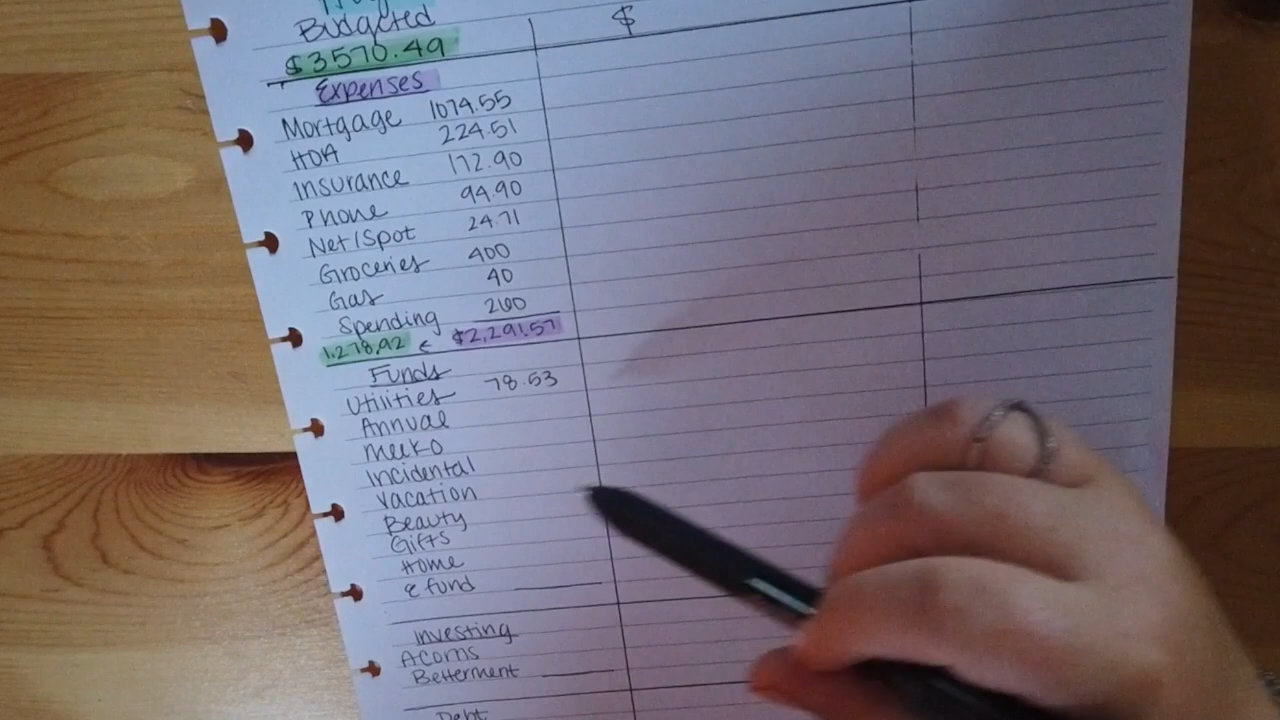 Budgeted
$
$3570.49
Expenses
Mortgage 1074.55
HOA 224.51
Insurance 172.90
Phone 94.90
Net/Spot 24.71
Groceries 400
Gas 40
Spending 260
1,278.92 ← $2,291.57
Funds
Utilities 78.53
Annual
Meeko
Incidental
Vacation
Beauty
Gifts
Home
e fund
Investing
Acorns
Betterment
Debt